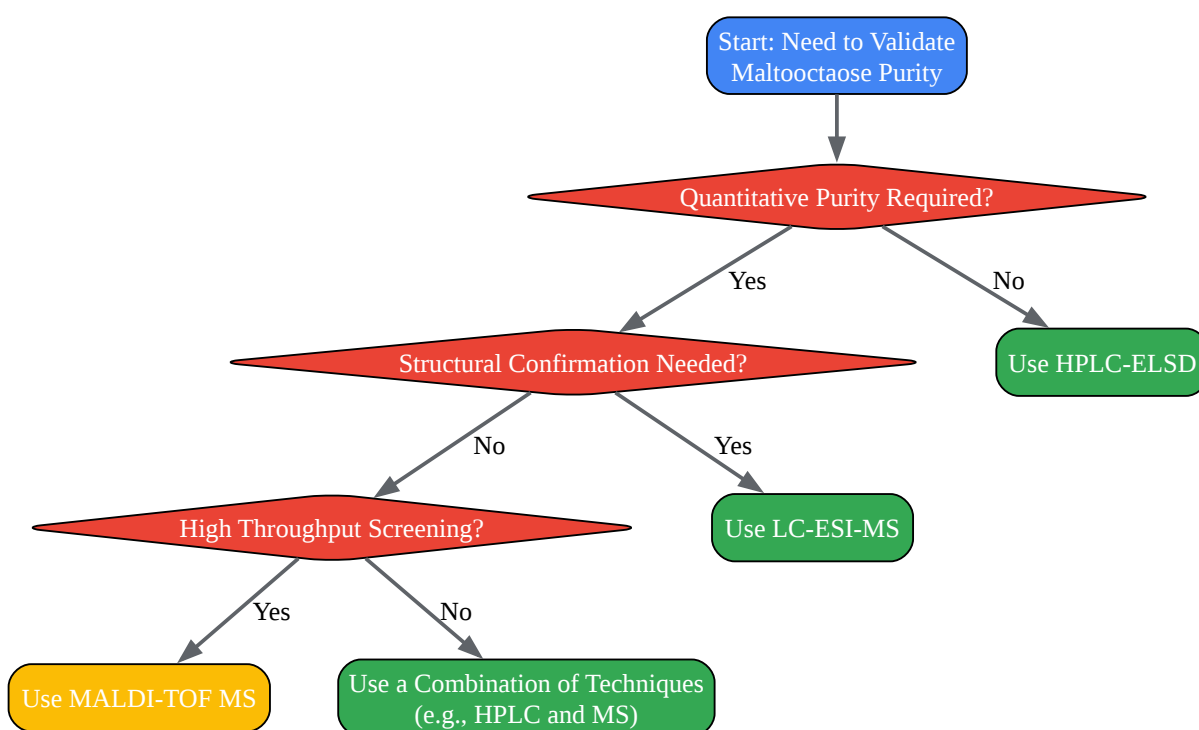 Start: Need to Validate
Maltooctaose Purity
Quantitative Purity Required?
Yes
No
Structural Confirmation Needed?
Use HPLC-ELSD
No
Yes
High Throughput Screening?
Use LC-ESI-MS
Yes
No
Use MALDI-TOF MS
Use a Combination of Techniques
(e.g., HPLC and MS)